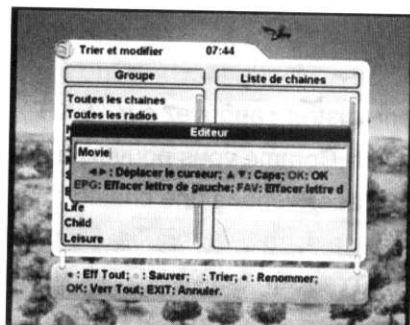 Trier et modifier 07:44
Groupe Liste de chaines
Toutes les chaines
Toutes les radios
Editeur
Movie
◄► : Déplacer le curseur; ▲▼: Caps; OK: OK
EPG: Effacer lettre de gauche; FAV: Effacer lettre d
Life
Child
Leisure
● : Eff Tout; ● : Sauver; : Trier; ● : Renommer;
OK: Verr Tout; EXIT: Annuler.